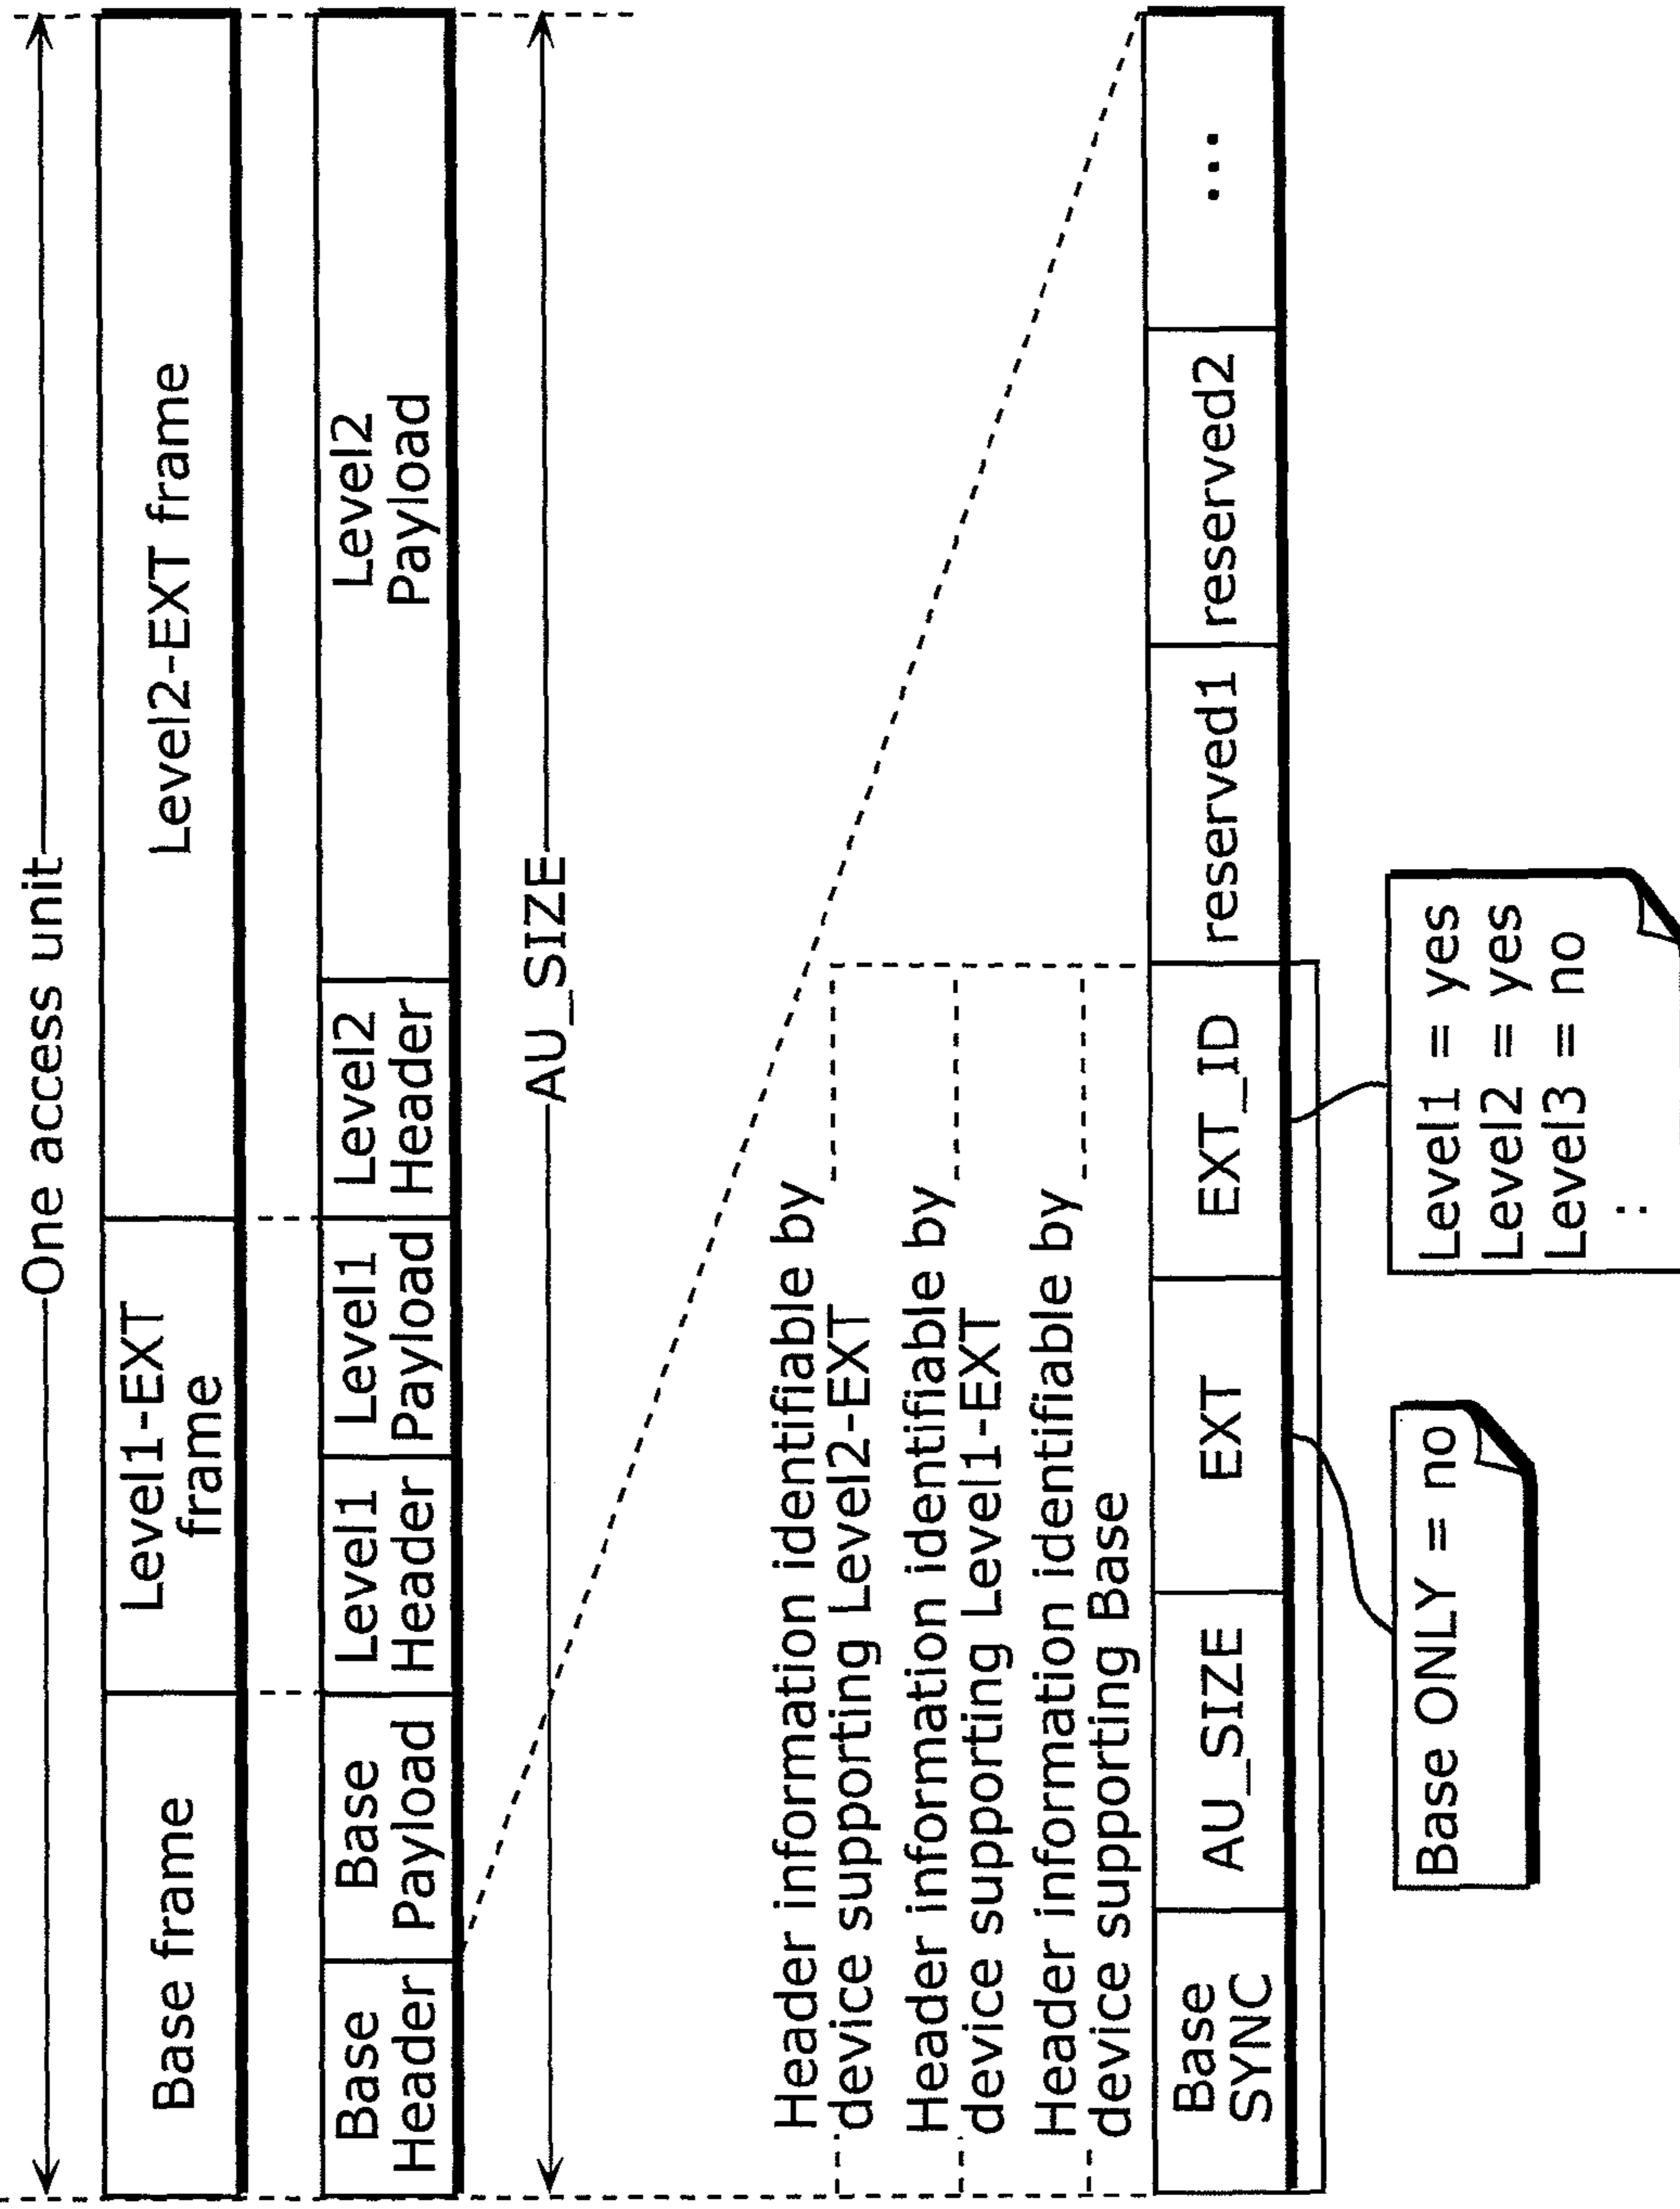 One access unit
Base frame
Level1-EXT
frame
Level2-EXT frame
Base
Header
Base
Payload
Level1
Header
Level1
Payload
Level2
Header
Level2
Payload
AU_SIZE
Header information identifiable by
device supporting Level2-EXT
Header information identifiable by
device supporting Level1-EXT
Header information identifiable by
device supporting Base
Base
SYNC
AU_SIZE
EXT
EXT_ID
reserved1
reserved2
...
Base ONLY = no
Level1 = yes
Level2 = yes
Level3 = no
: